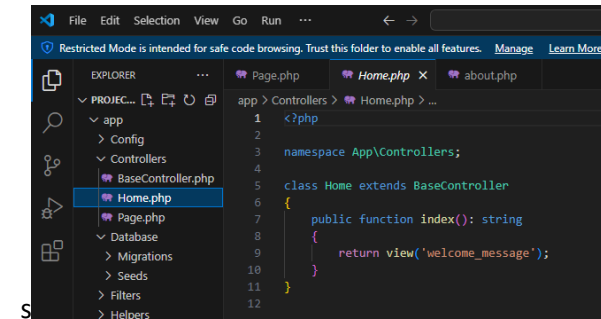 File Edit Selection View Go Run ...
Restricted Mode is intended for safe code browsing. Trust this folder to enable all features. Manage Learn More
EXPLORER ...
PROJEC...
app
Config
Controllers
BaseController.php
Home.php
Page.php
Database
Migrations
Seeds
Filters
Helpers
Page.php Home.php about.php
app > Controllers > Home.php > ...
1 <?php
2
3 namespace App\Controllers;
4
5 class Home extends BaseController
6 {
7 public function index(): string
8 {
9 return view('welcome_message');
10 }
11 }
12
S